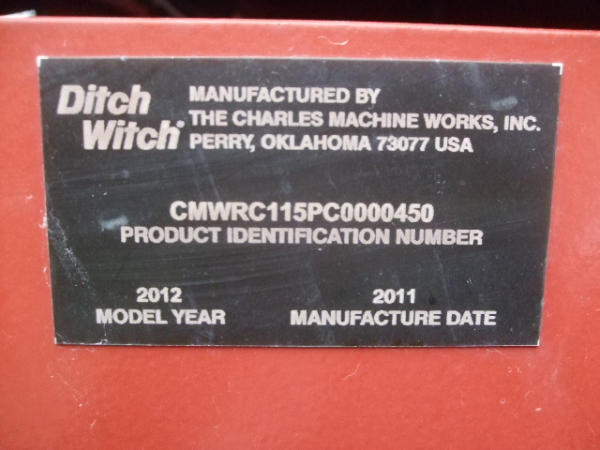 Ditch Witch®
MANUFACTURED BY
THE CHARLES MACHINE WORKS, INC.
PERRY, OKLAHOMA 73077 USA
CMWRC115PC0000450
PRODUCT IDENTIFICATION NUMBER
2012
MODEL YEAR
2011
MANUFACTURE DATE